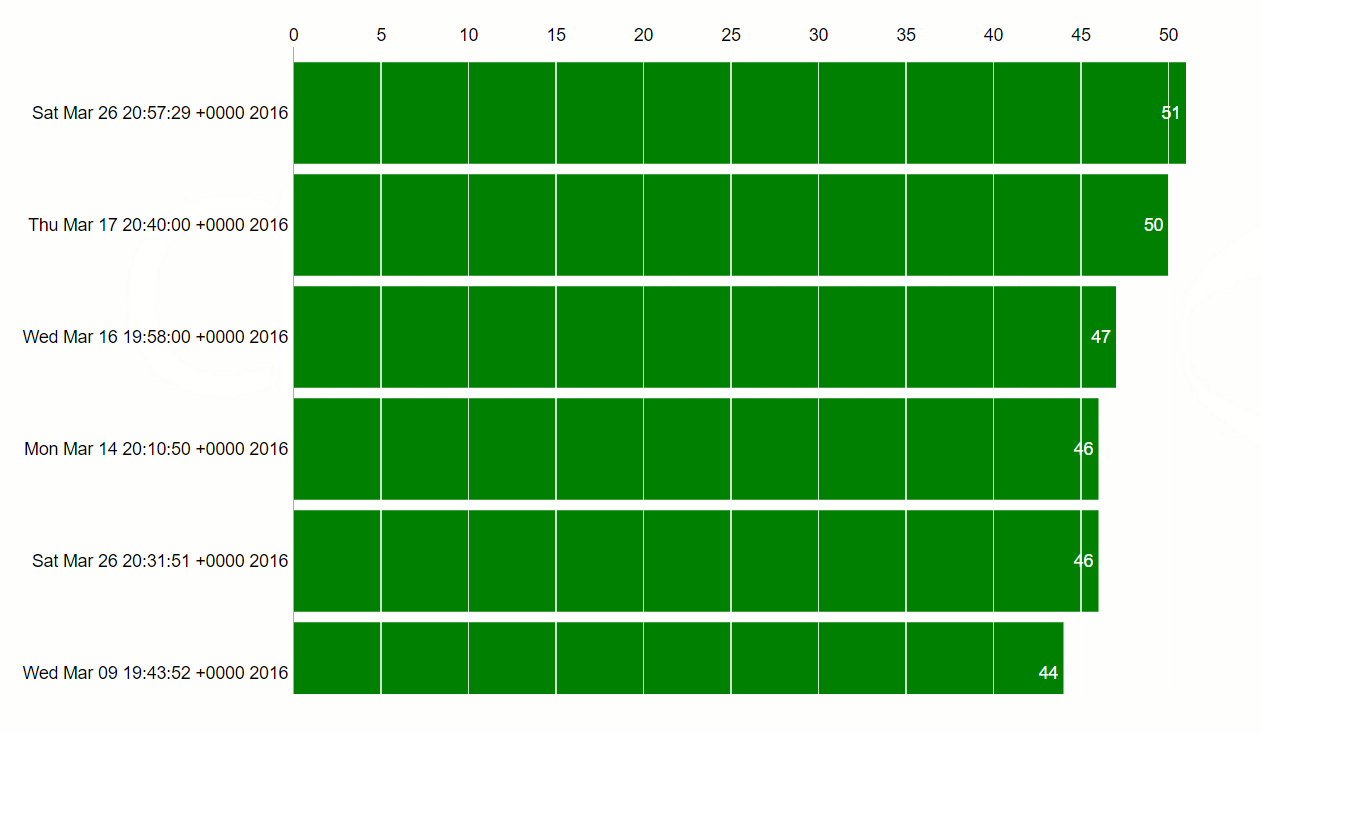 0 5 10 15 20 25 30 35 40 45 50
Sat Mar 26 20:57:29 +0000 2016 51
Thu Mar 17 20:40:00 +0000 2016 50
Wed Mar 16 19:58:00 +0000 2016 47
Mon Mar 14 20:10:50 +0000 2016 46
Sat Mar 26 20:31:51 +0000 2016 46
Wed Mar 09 19:43:52 +0000 2016 44